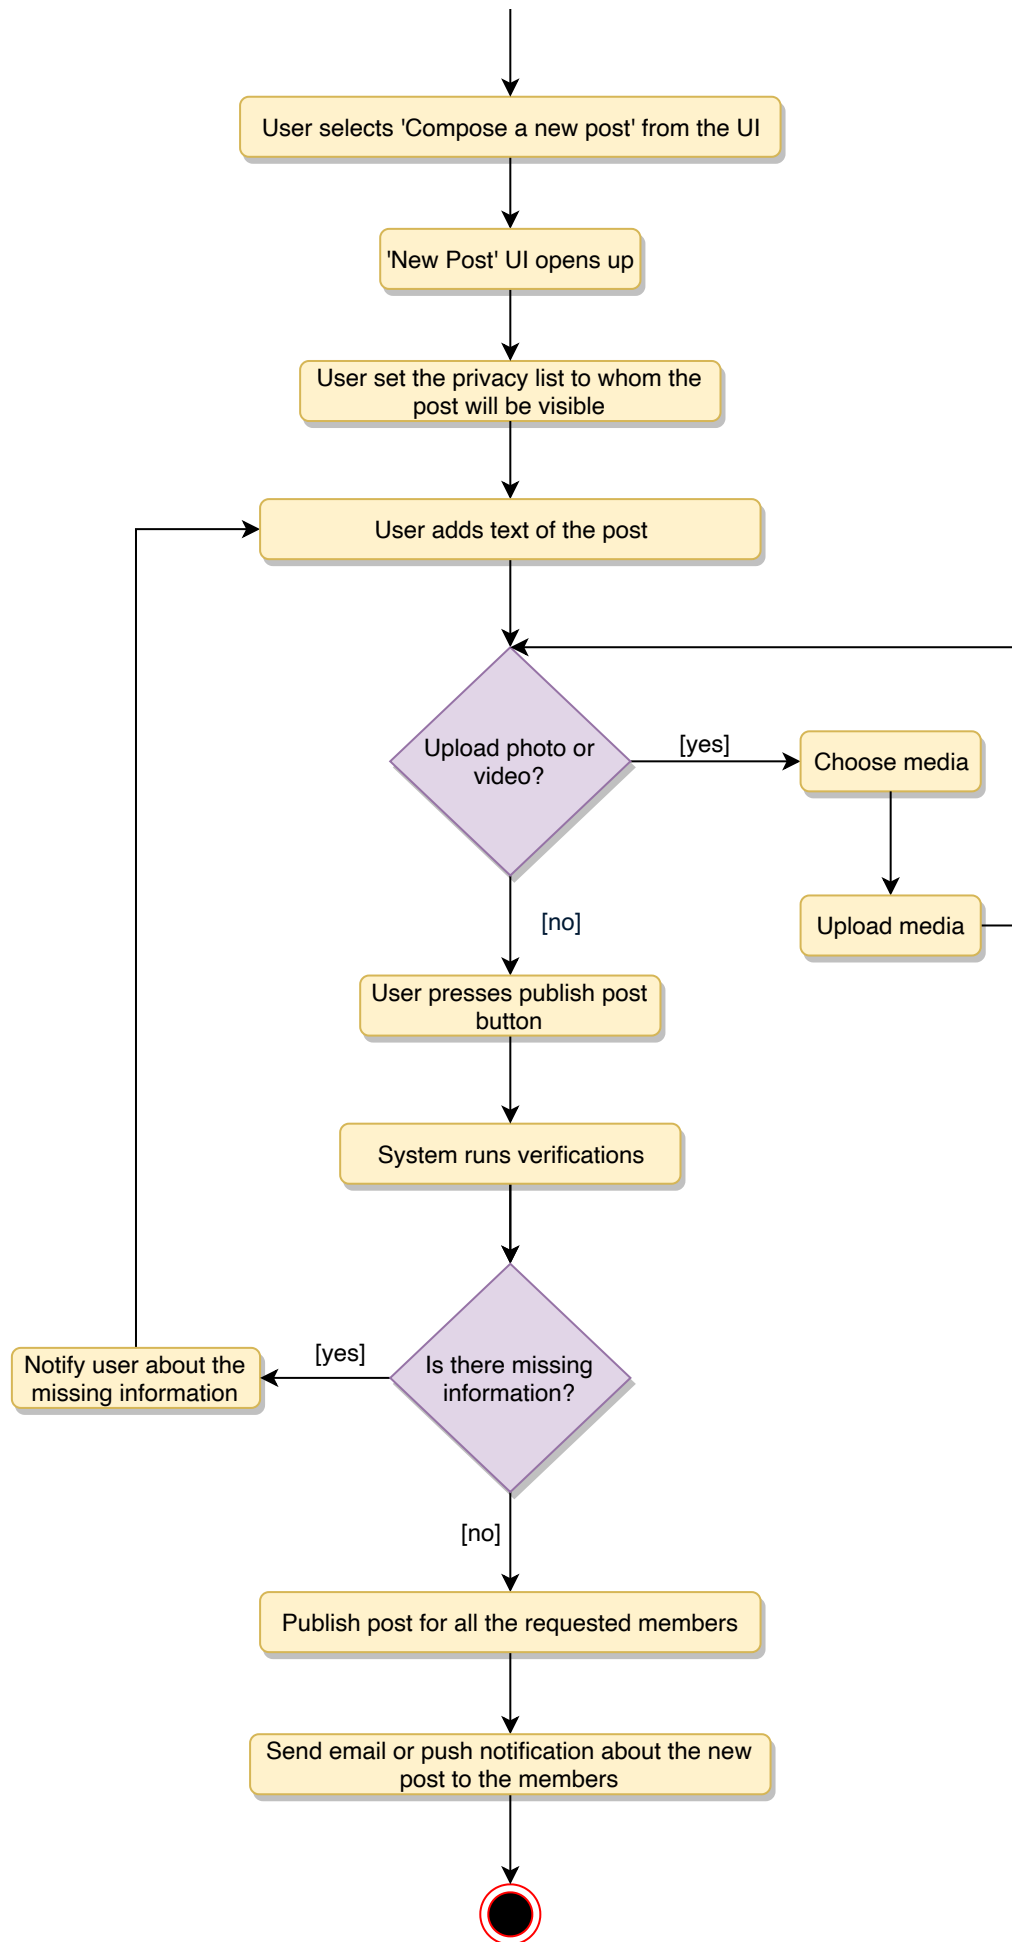 User selects 'Compose a new post' from the UI
'New Post' UI opens up
User set the privacy list to whom the
post will be visible
User adds text of the post
Upload photo or
video?
[yes]
Choose media
Upload media
[no]
User presses publish post
button
System runs verifications
Is there missing
information?
[yes]
Notify user about the
missing information
[no]
Publish post for all the requested members
Send email or push notification about the new
post to the members